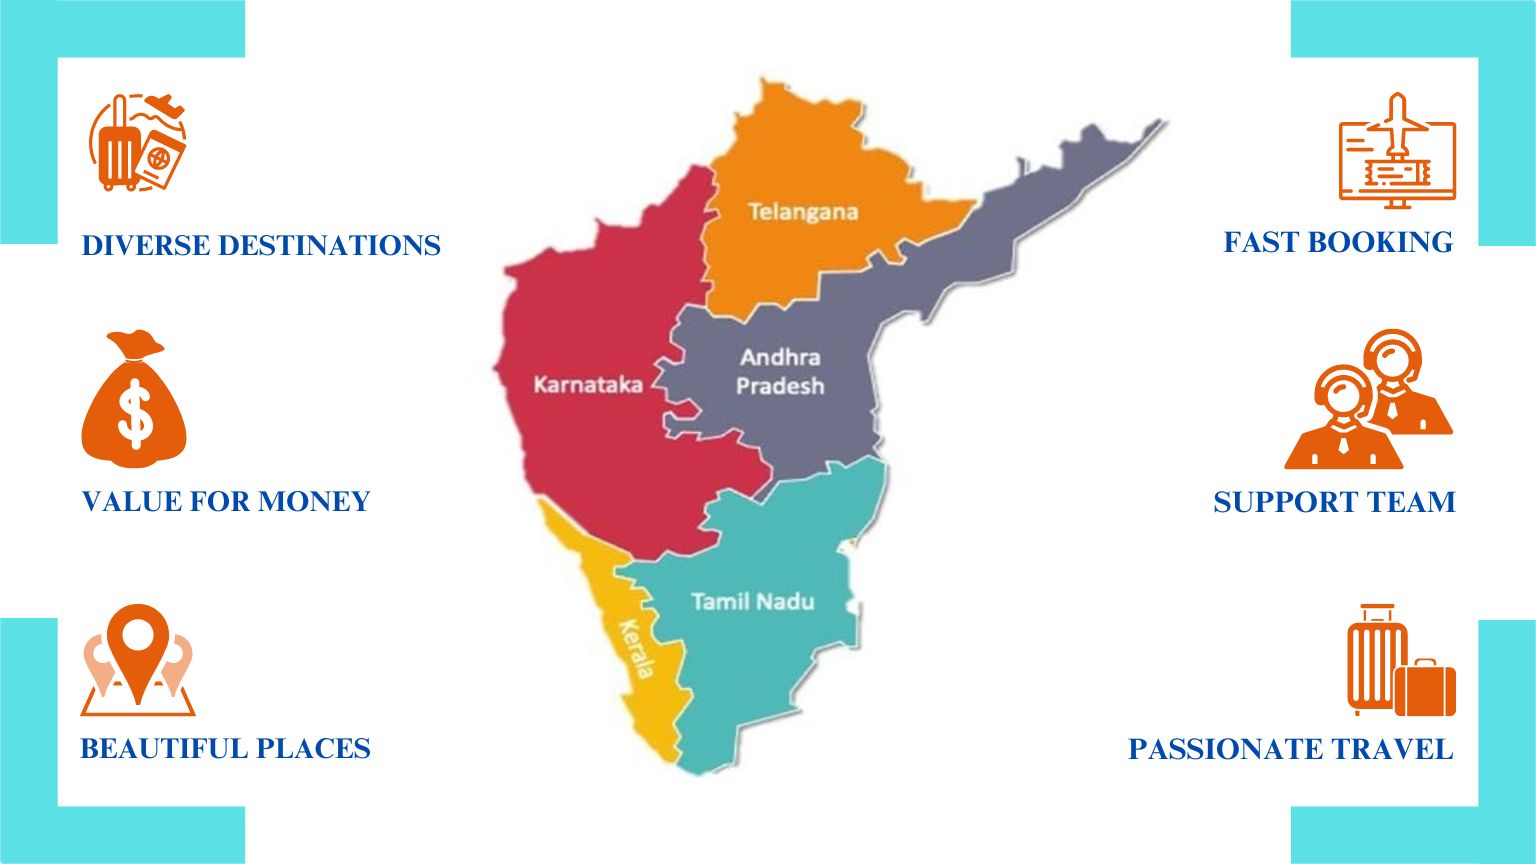 DIVERSE DESTINATIONS
VALUE FOR MONEY
BEAUTIFUL PLACES
Telangana
Andhra
Pradesh
Karnataka
Tamil Nadu
Kerala
FAST BOOKING
SUPPORT TEAM
PASSIONATE TRAVEL